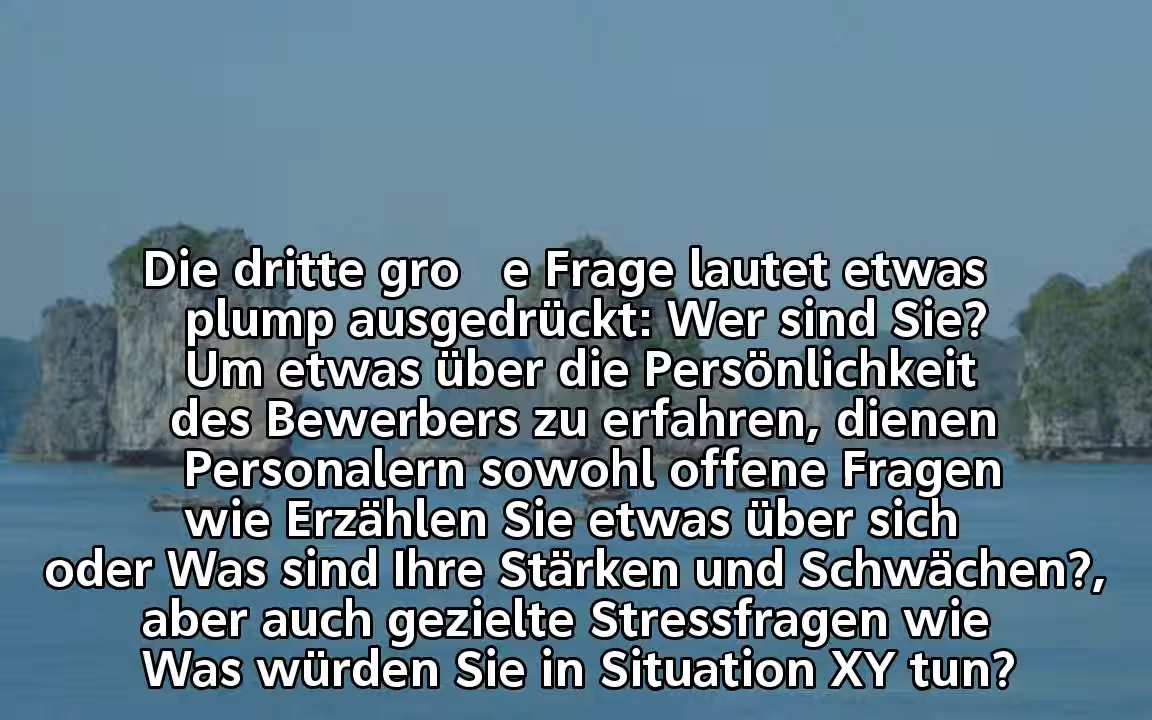 Die dritte gro e Frage lautet etwas
plump ausgedrückt: Wer sind Sie?
Um etwas über die Persönlichkeit
des Bewerbers zu erfahren, dienen
Personalern sowohl offene Fragen
wie Erzählen Sie etwas über sich
oder Was sind Ihre Stärken und Schwächen?,
aber auch gezielte Stressfragen wie
Was würden Sie in Situation XY tun?